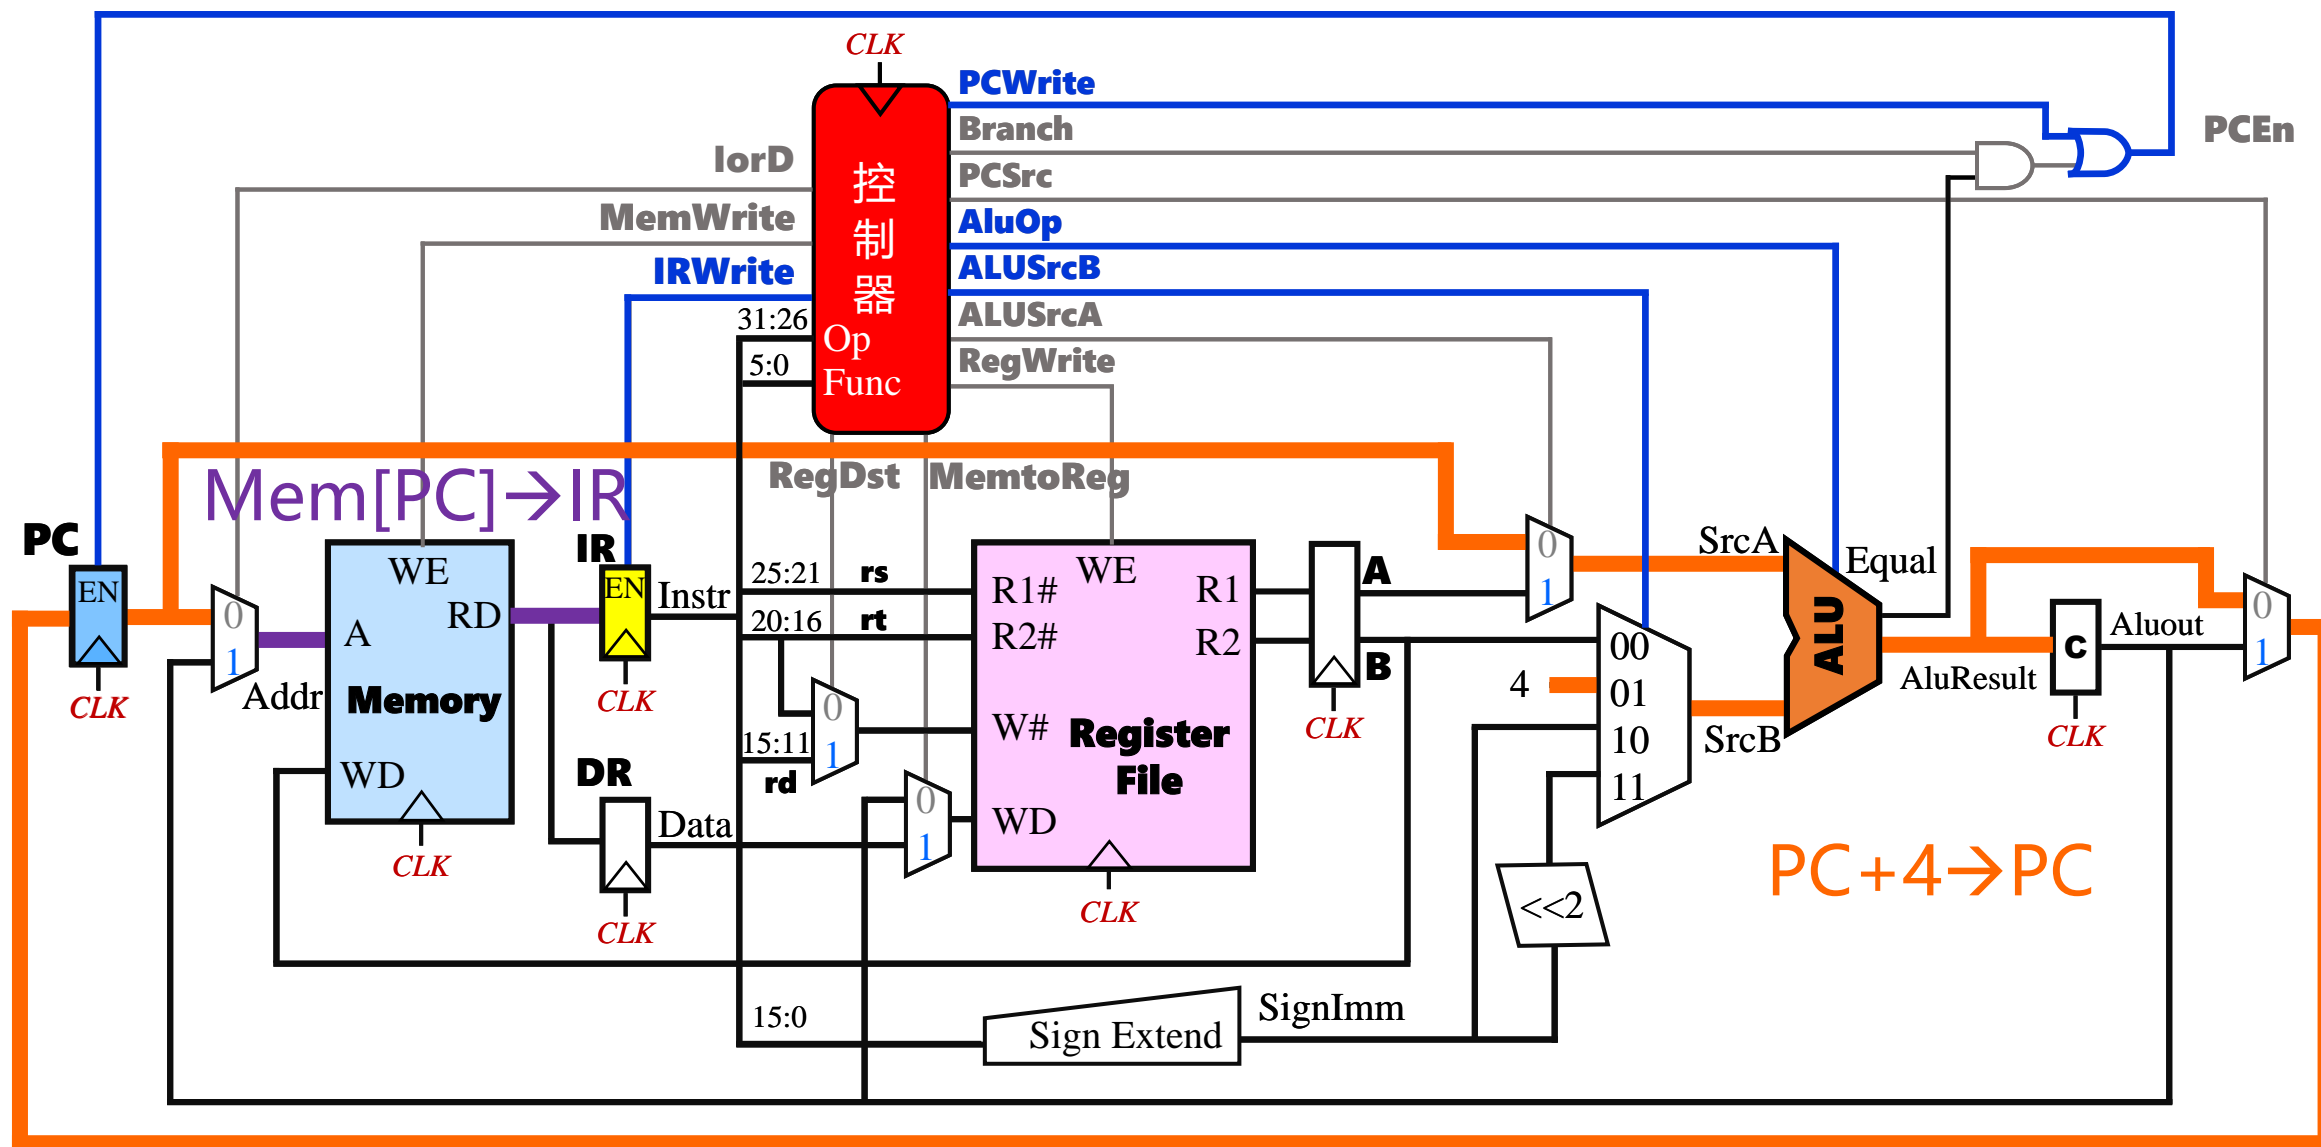 CLK
PCWrite
Branch
PCEn
IorD
控
制
器
PCSrc
MemWrite
AluOp
IRWrite
ALUSrcB
31:26
Op
ALUSrcA
5:0
Func
RegWrite
Mem[PC]→IR
RegDst
MemtoReg
PC
EN
CLK
0
1
Addr
WE
A
RD
Memory
WD
CLK
IR
EN
CLK
Instr
DR
CLK
Data
25:21
rs
20:16
rt
15:11
rd
0
1
0
1
R1#
WE
R1
R2#
R2
W#
Register
File
WD
CLK
A
B
CLK
0
1
4
00
01
10
11
SrcA
SrcB
ALU
Equal
AluResult
C
CLK
Aluout
0
1
PC+4→PC
<<2
15:0
Sign Extend
SignImm